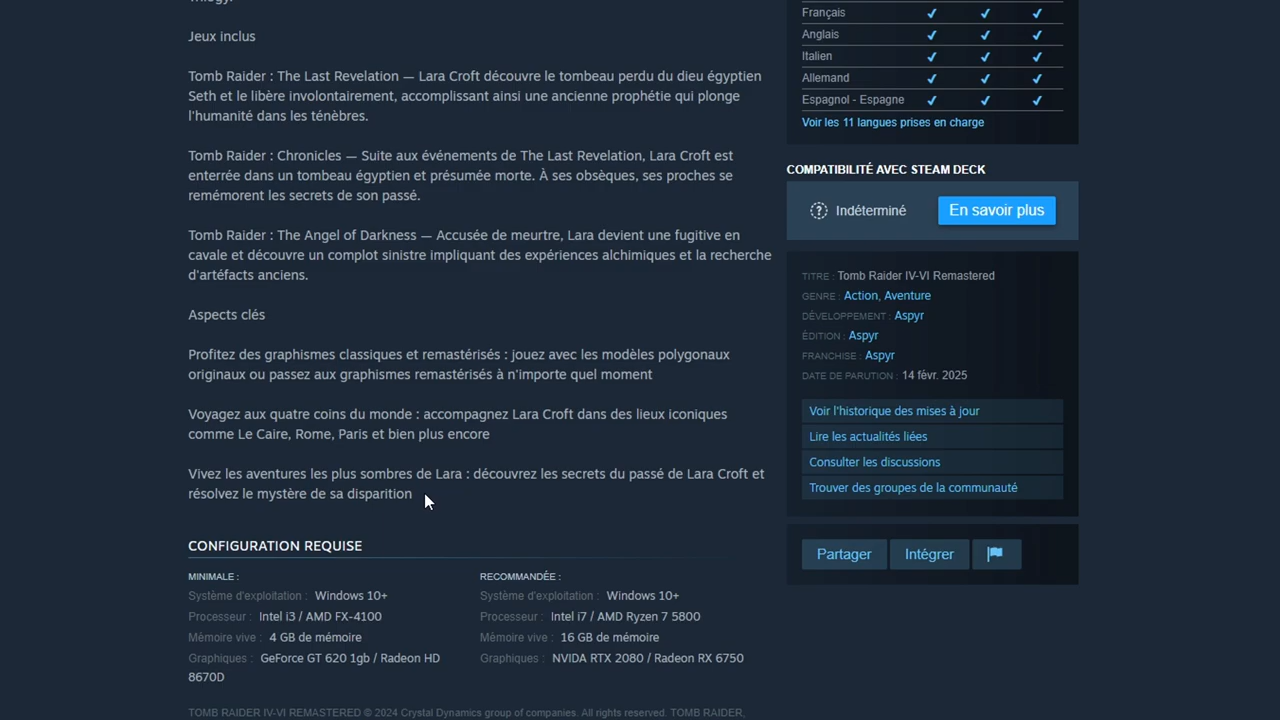 Jeux inclus
Tomb Raider : The Last Revelation — Lara Croft découvre le tombeau perdu du dieu égyptien
Seth et le libère involontairement, accomplissant ainsi une ancienne prophétie qui plonge
l'humanité dans les ténèbres.
Tomb Raider : Chronicles — Suite aux événements de The Last Revelation, Lara Croft est
enterrée dans un tombeau égyptien et présumée morte. À ses obsèques, ses proches se
remémorent les secrets de son passé.
Tomb Raider : The Angel of Darkness — Accusée de meurtre, Lara devient une fugitive en
cavale et découvre un complot sinistre impliquant des expériences alchimiques et la recherche
d'artéfacts anciens.
Aspects clés
Profitez des graphismes classiques et remastérisés : jouez avec les modèles polygonaux
originaux ou passez aux graphismes remastérisés à n'importe quel moment
Voyagez aux quatre coins du monde : accompagnez Lara Croft dans des lieux iconiques
comme Le Caire, Rome, Paris et bien plus encore
Vivez les aventures les plus sombres de Lara : découvrez les secrets du passé de Lara Croft et
résolvez le mystère de sa disparition
CONFIGURATION REQUISE
MINIMALE :
Système d'exploitation : Windows 10+
Processeur : Intel i3 / AMD FX-4100
Mémoire vive : 4 GB de mémoire
Graphiques : GeForce GT 620 1gb / Radeon HD
8670D
RECOMMANDÉE :
Système d'exploitation : Windows 10+
Processeur : Intel i7 / AMD Ryzen 7 5800
Mémoire vive : 16 GB de mémoire
Graphiques : NVIDA RTX 2080 / Radeon RX 6750
TOMB RAIDER IV-VI REMASTERED © 2024 Crystal Dynamics group of companies. All rights reserved. TOMB RAIDER,
Français ✓ ✓ ✓
Anglais ✓ ✓ ✓
Italien ✓ ✓ ✓
Allemand ✓ ✓ ✓
Espagnol - Espagne ✓ ✓ ✓
Voir les 11 langues prises en charge
COMPATIBILITÉ AVEC STEAM DECK
Indéterminé
En savoir plus
TITRE : Tomb Raider IV-VI Remastered
GENRE : Action, Aventure
DÉVELOPPEMENT : Aspyr
ÉDITION : Aspyr
FRANCHISE : Aspyr
DATE DE PARUTION : 14 févr. 2025
Voir l'historique des mises à jour
Lire les actualités liées
Consulter les discussions
Trouver des groupes de la communauté
Partager
Intégrer